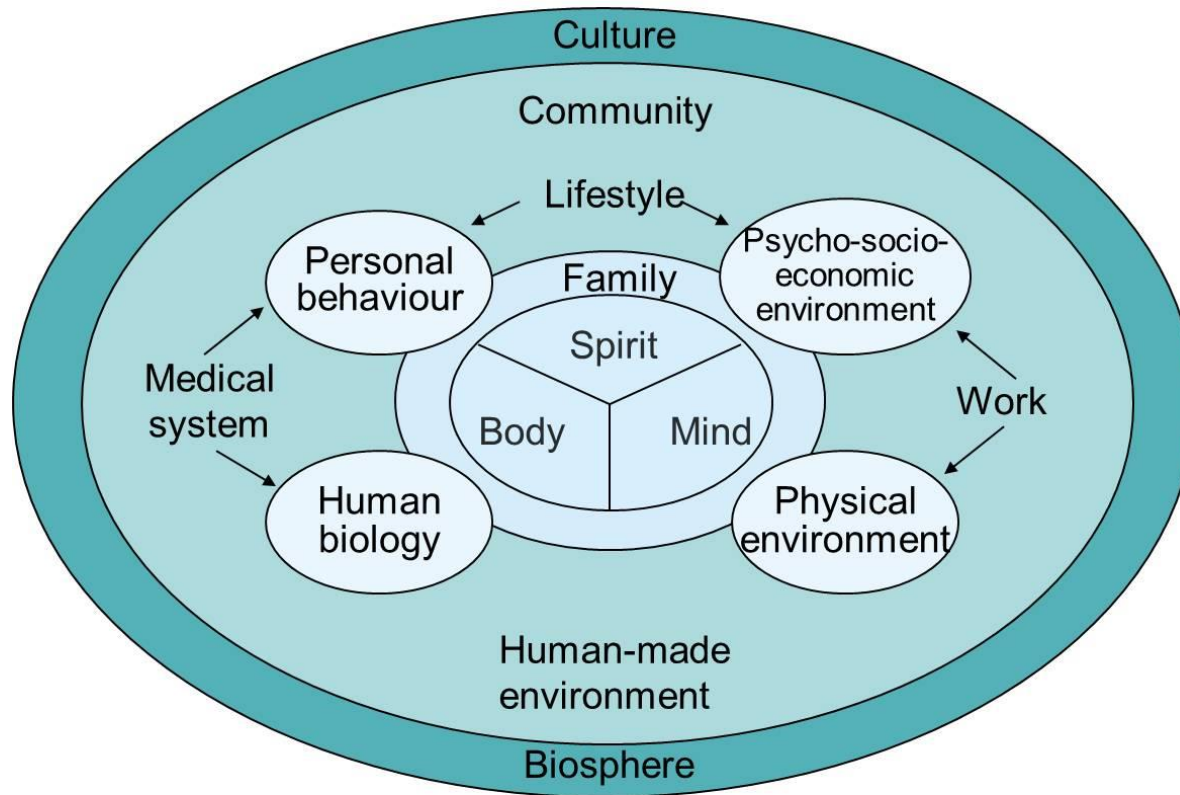 Culture
Community
Lifestyle
Personal
behaviour
Psycho-socio-
economic
environment
Family
Spirit
Medical
system
Body
Mind
Work
Human
biology
Physical
environment
Human-made
environment
Biosphere